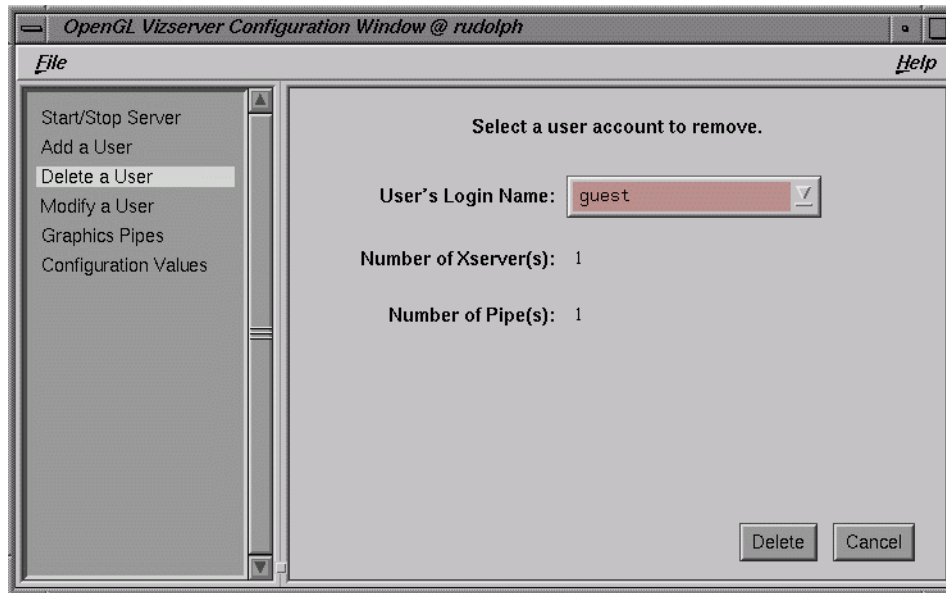 OpenGL Vizserver Configuration Window @ rudolph
File
Help
Start/Stop Server
Add a User
Delete a User
Modify a User
Graphics Pipes
Configuration Values
Select a user account to remove.
User's Login Name: guest
Number of Xserver(s): 1
Number of Pipe(s): 1
Delete
Cancel